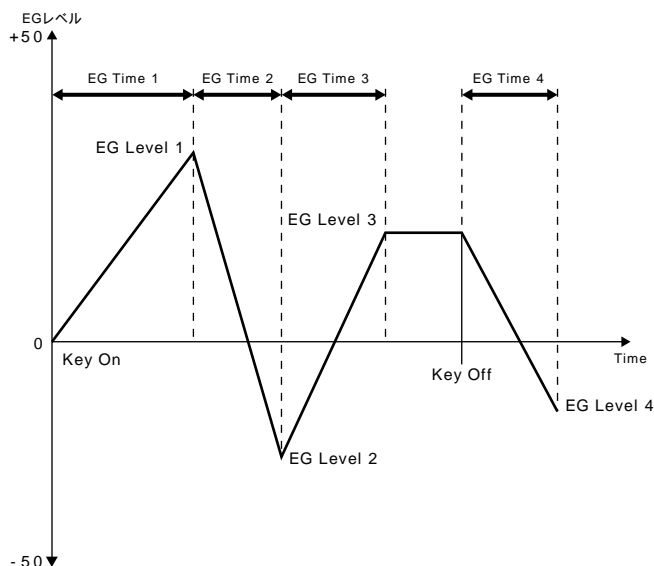 EGレベル
+50
EG Time 1
EG Time 2
EG Time 3
EG Time 4
EG Level 1
EG Level 3
0
Key On
Time
Key Off
EG Level 4
EG Level 2
-50